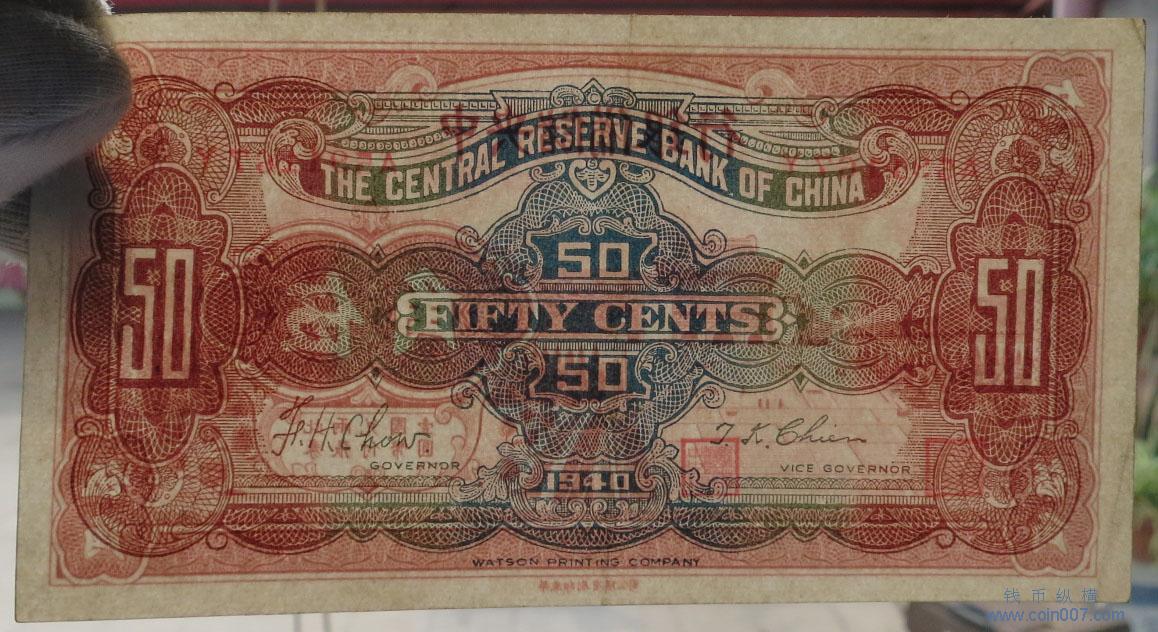 THE CENTRAL RESERVE BANK OF CHINA
50
50 FIFTY CENTS 50
50
F. H. Chow T. K. Chien
GOVERNOR VICE GOVERNOR
1940
WATSON PRINTING COMPANY
钱币纵横
www.coin007.com